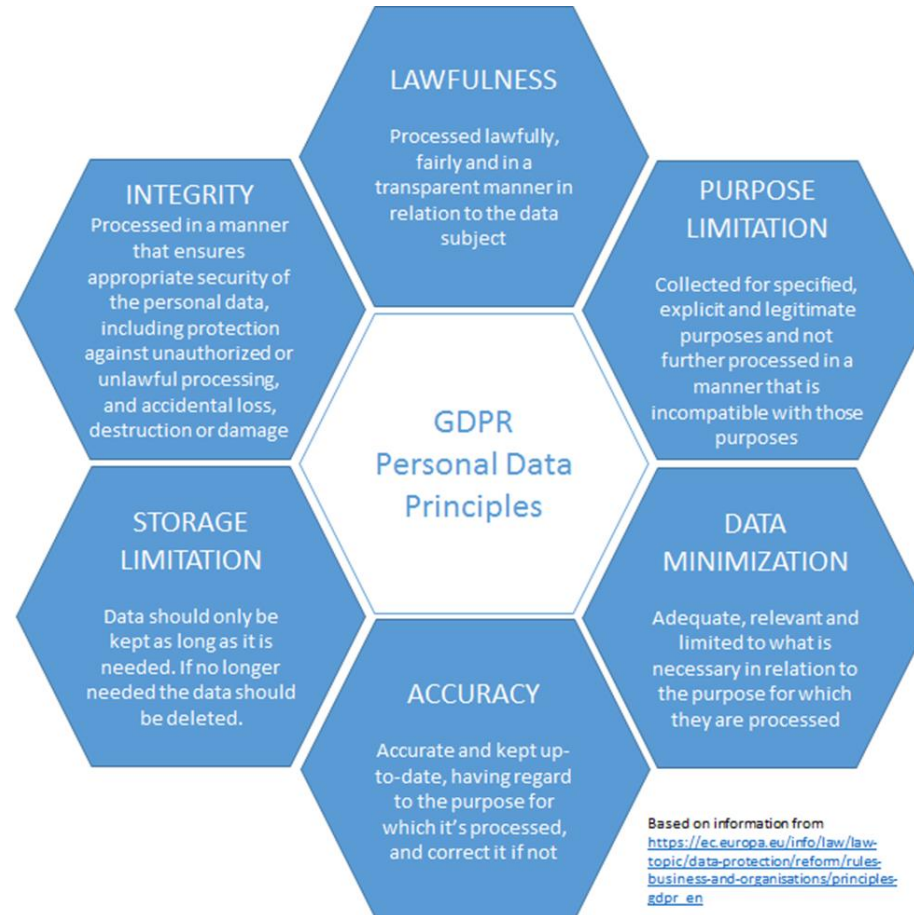 LAWFULNESS
Processed lawfully,
fairly and in a
transparent manner in
relation to the data
subject
PURPOSE
LIMITATION
Collected for specified,
explicit and legitimate
purposes and not
further processed in a
manner that is
incompatible with those
purposes
DATA
MINIMIZATION
Adequate, relevant and
limited to what is
necessary in relation to
the purpose for which
they are processed
ACCURACY
Accurate and kept up-
to-date, having regard
to the purpose for
which it's processed,
and correct it if not
STORAGE
LIMITATION
Data should only be
kept as long as it is
needed. If no longer
needed the data should
be deleted.
INTEGRITY
Processed in a manner
that ensures
appropriate security of
the personal data,
including protection
against unauthorized or
unlawful processing,
and accidental loss,
destruction or damage
GDPR
Personal Data
Principles
Based on information from
https://ec.europa.eu/info/law/law-
topic/data-protection/reform/rules-
business-and-organisations/principles-
gdpr_en